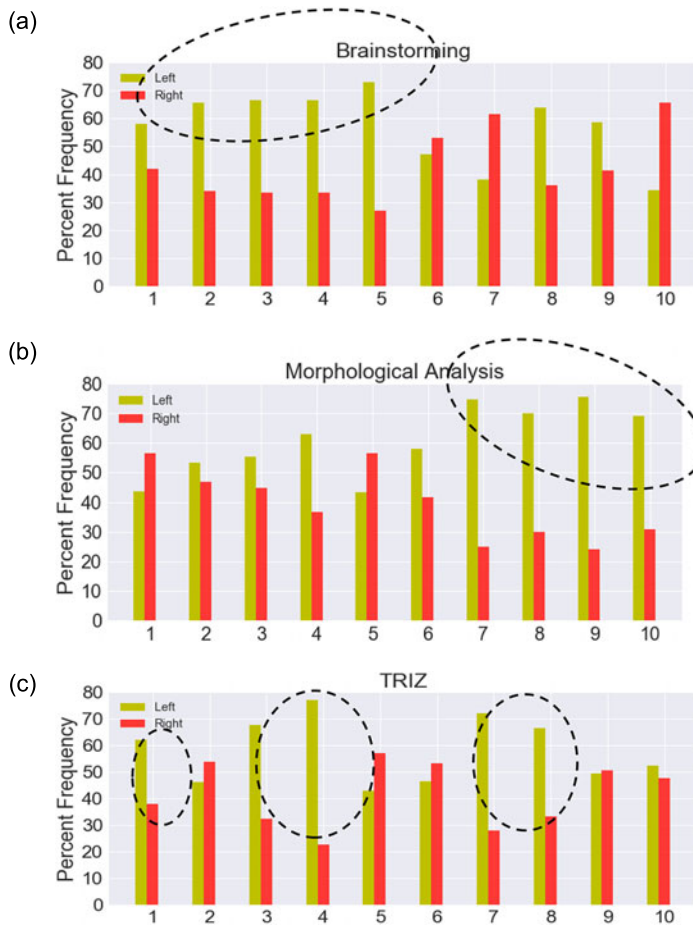 (a)
Brainstorming
80
70
60
50
40
30
20
10
0
Percent Frequency
Left
Right
1 2 3 4 5 6 7 8 9 10
(b)
Morphological Analysis
80
70
60
50
40
30
20
10
0
Percent Frequency
Left
Right
1 2 3 4 5 6 7 8 9 10
(c)
TRIZ
80
70
60
50
40
30
20
10
0
Percent Frequency
Left
Right
1 2 3 4 5 6 7 8 9 10